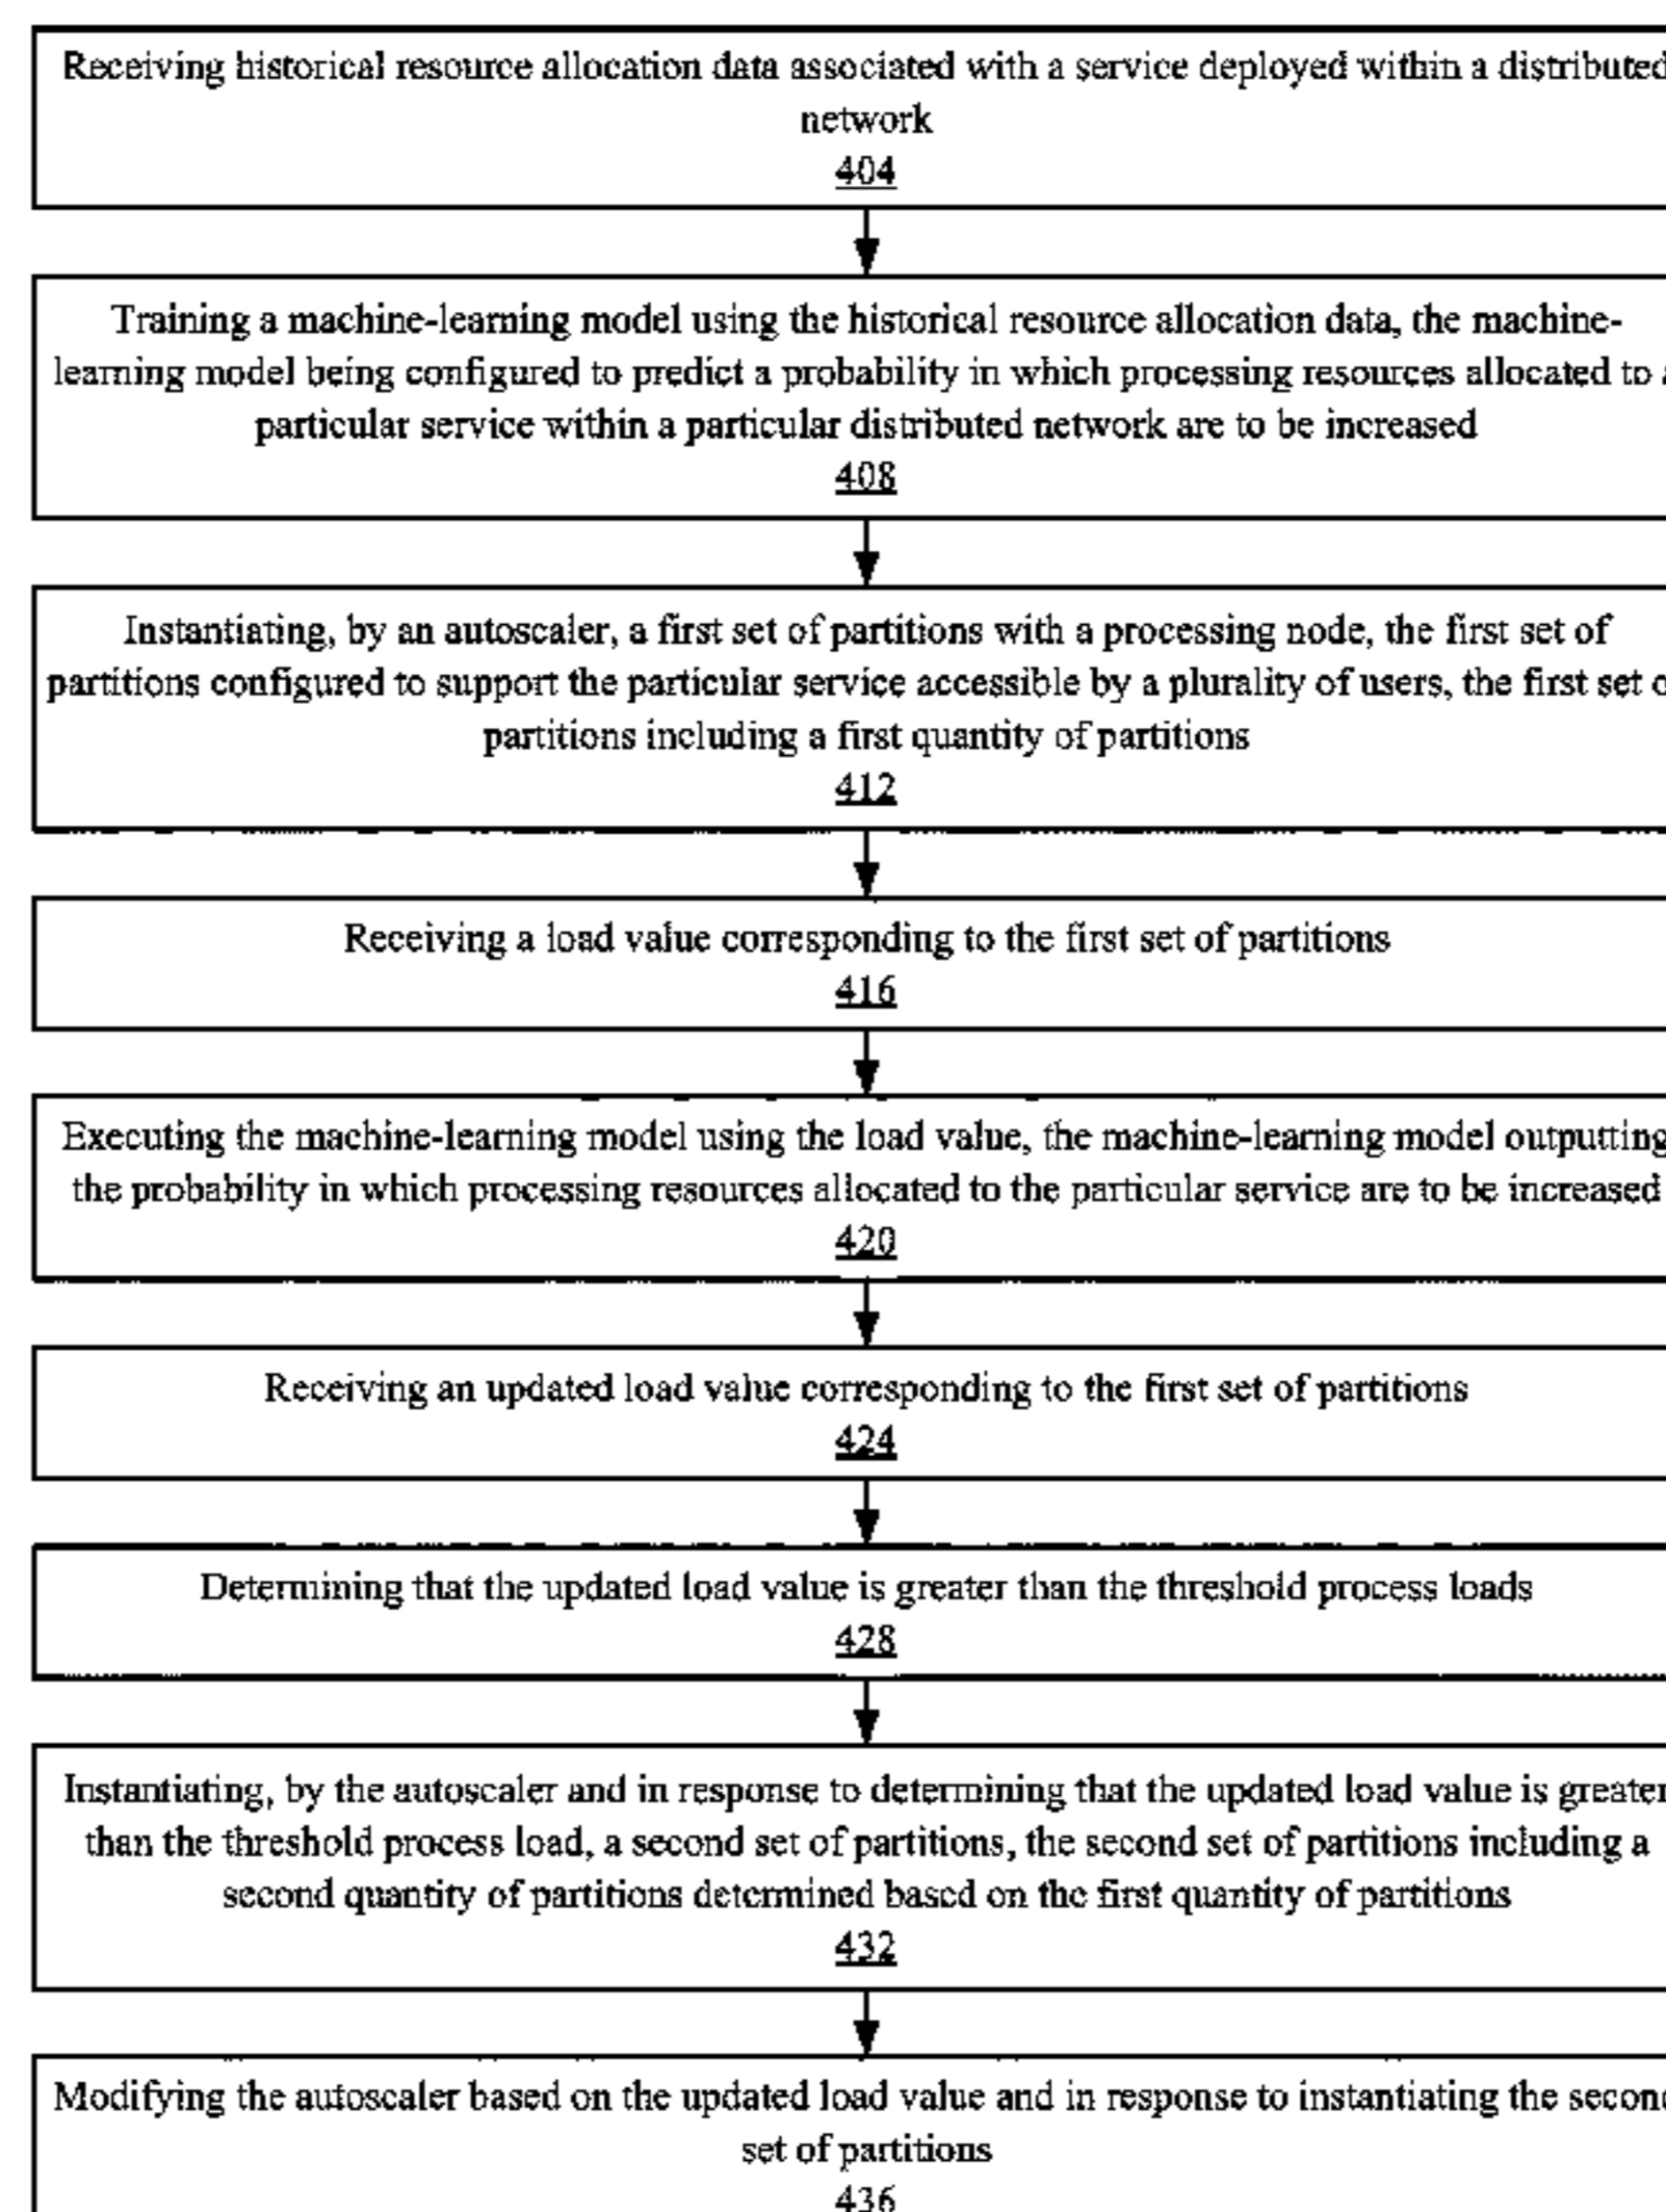 Receiving historical resource allocation data associated with a service deployed within a distributed
network
404
Training a machine-learning model using the historical resource allocation data, the machine-
learning model being configured to predict a probability in which processing resources allocated to a
particular service within a particular distributed network are to be increased
408
Instantiating, by an autoscaler, a first set of partitions with a processing node, the first set of
partitions configured to support the particular service accessible by a plurality of users, the first set o
partitions including a first quantity of partitions
412
Receiving a load value corresponding to the first set of partitions
416
Executing the machine-learning model using the load value, the machine-learning model outputting
the probability in which processing resources allocated to the particular service are to be increased
420
Receiving an updated load value corresponding to the first set of partitions
424
Determining that the updated load value is greater than the threshold process loads
428
Instantiating, by the autoscaler and in response to determining that the updated load value is greater
than the threshold process load, a second set of partitions, the second set of partitions including a
second quantity of partitions determined based on the first quantity of partitions
432
Modifying the autoscaler based on the updated load value and in response to instantiating the second
set of partitions
436